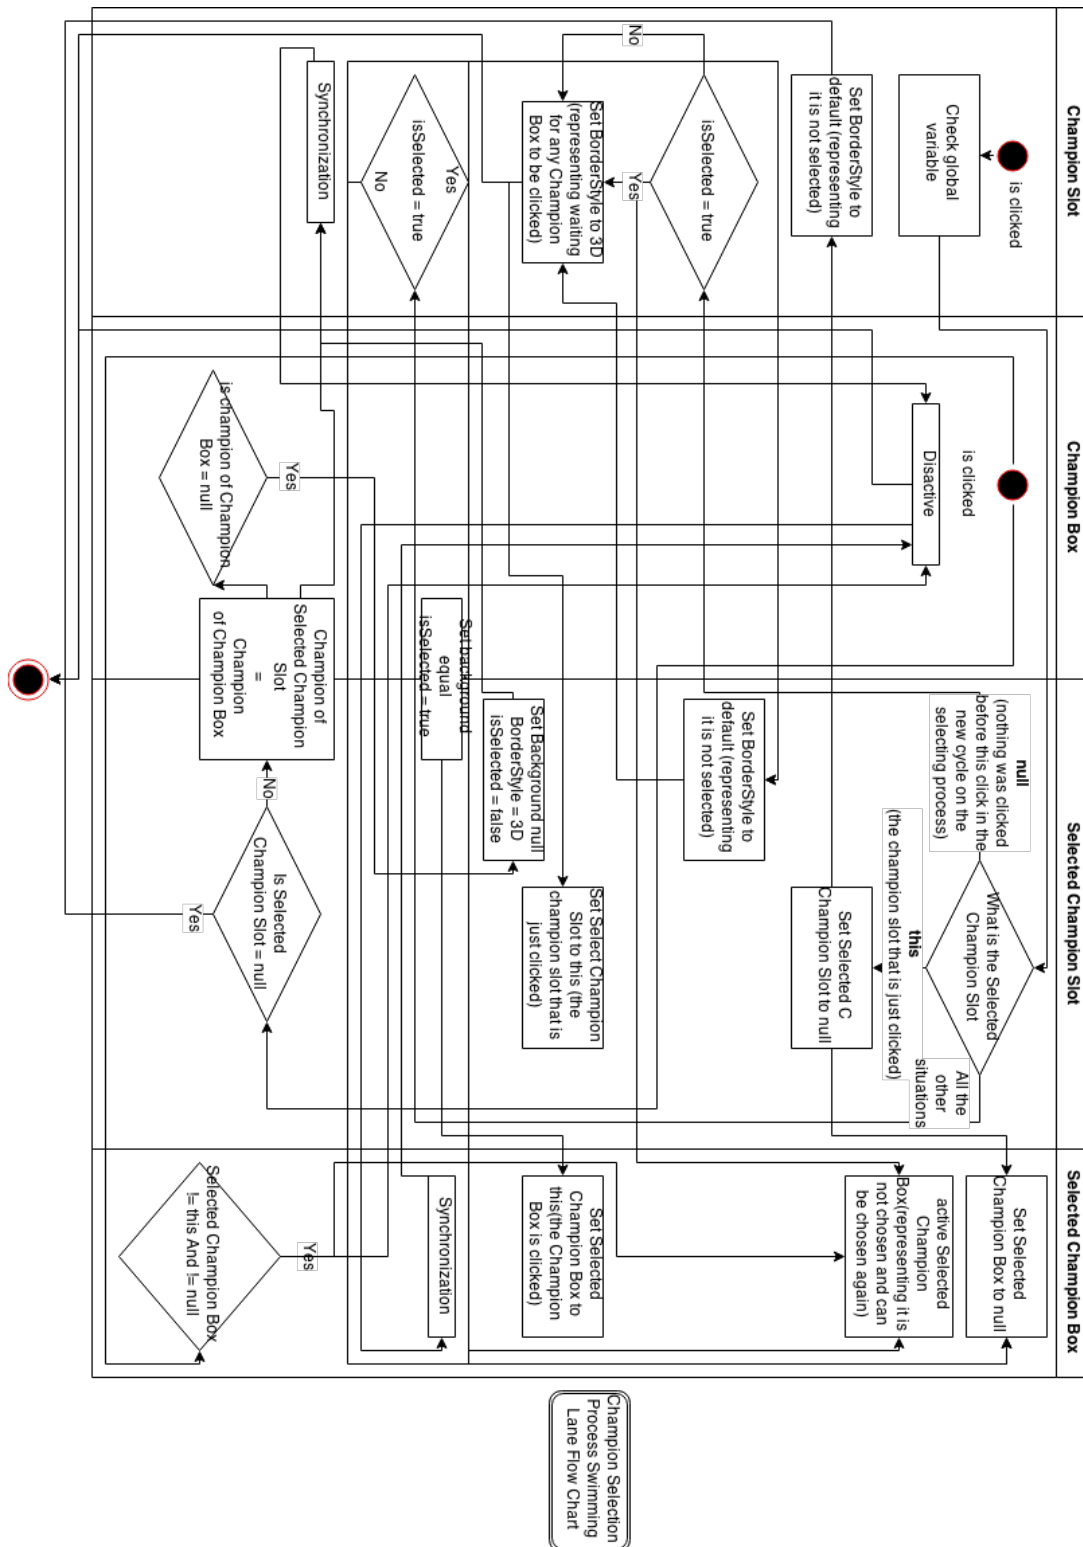 Champion Slot
is clicked
Check global
variable
Set BorderStyle to
default (representing
it is not selected)
isSelected = true
No
Yes
Set BorderStyle to 3D
(representing waiting
for any Champion
Box to be clicked)
isSelected = true
Yes
No
Synchronization
Champion Box
is clicked
Disactive
Set background
equal
isSelected = true
is champion of Champion
Box = null
Yes
Champion of
Selected Champion
Slot
=
Champion
of Champion Box
Selected Champion Slot
What is the Selected
Champion Slot
null
(nothing was clicked
before this click in the
new cycle on the
selecting process)
this
(the champion slot that is just clicked)
All the
other
situations
Set Selected C
Champion Slot to null
Set BorderStyle to
default (representing
it is not selected)
Set Select Champion
Slot to this (the
champion slot that is
just clicked)
Set Background null
BorderStyle = 3D
isSelected = false
Is Selected
Champion Slot = null
No
Yes
Selected Champion Box
Set Selected
Champion Box to null
active Selected
Champion
Box(representing it is
not chosen and can
be chosen again)
Set Selected
Champion Box to
this(the Champion
Box is clicked)
Synchronization
Selected Champion Box
!= this And != null
Yes
Champion Selection
Process Swimming
Lane Flow Chart